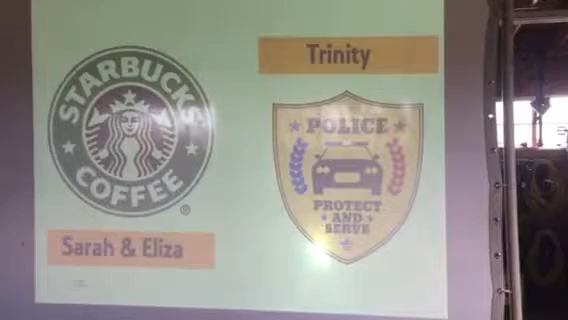 STARBUCKS
COFFEE
®
Sarah & Eliza
Trinity
POLICE
PROTECT
AND
SERVE